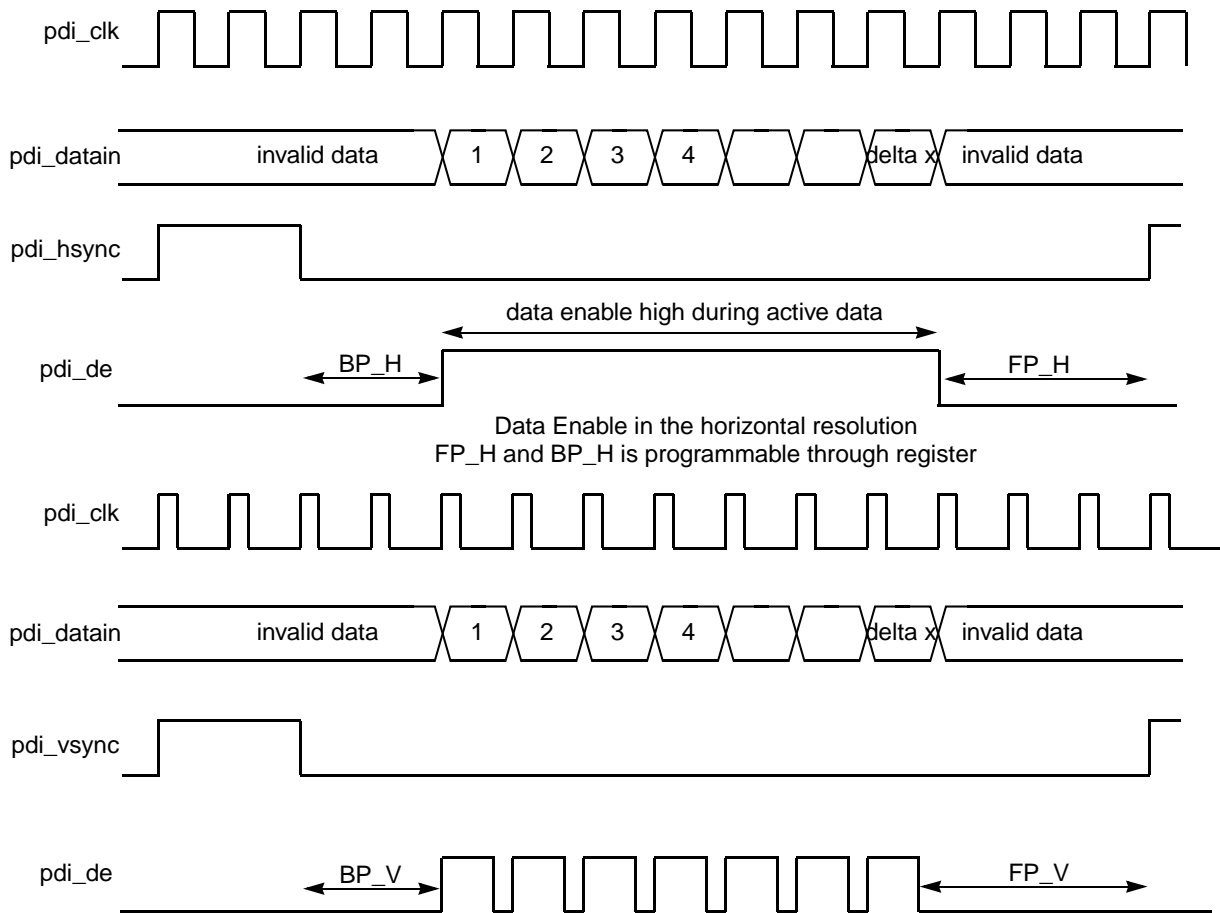 pdi_clk
pdi_datain
invalid data 1 2 3 4 delta x invalid data
pdi_hsync
data enable high during active data
pdi_de
BP_H
FP_H
Data Enable in the horizontal resolution
FP_H and BP_H is programmable through register
pdi_clk
pdi_datain
invalid data 1 2 3 4 delta x invalid data
pdi_vsync
pdi_de
BP_V
FP_V